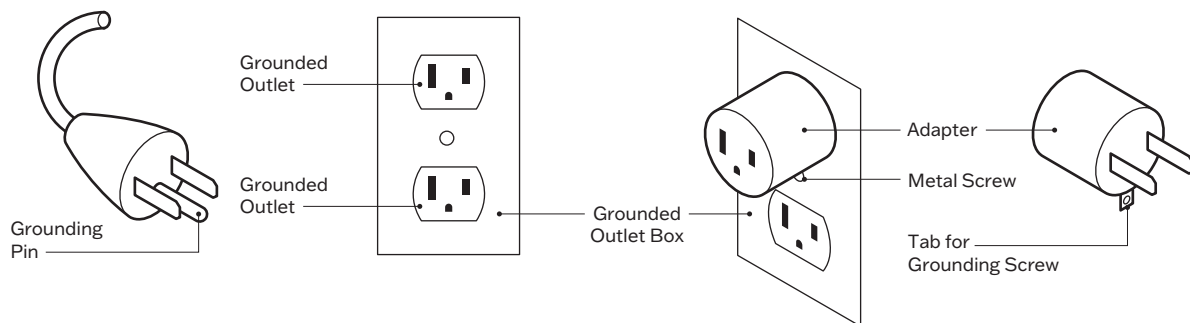 Grounding
Pin
Grounded
Outlet
Grounded
Outlet
Grounded
Outlet Box
Adapter
Metal Screw
Tab for
Grounding Screw